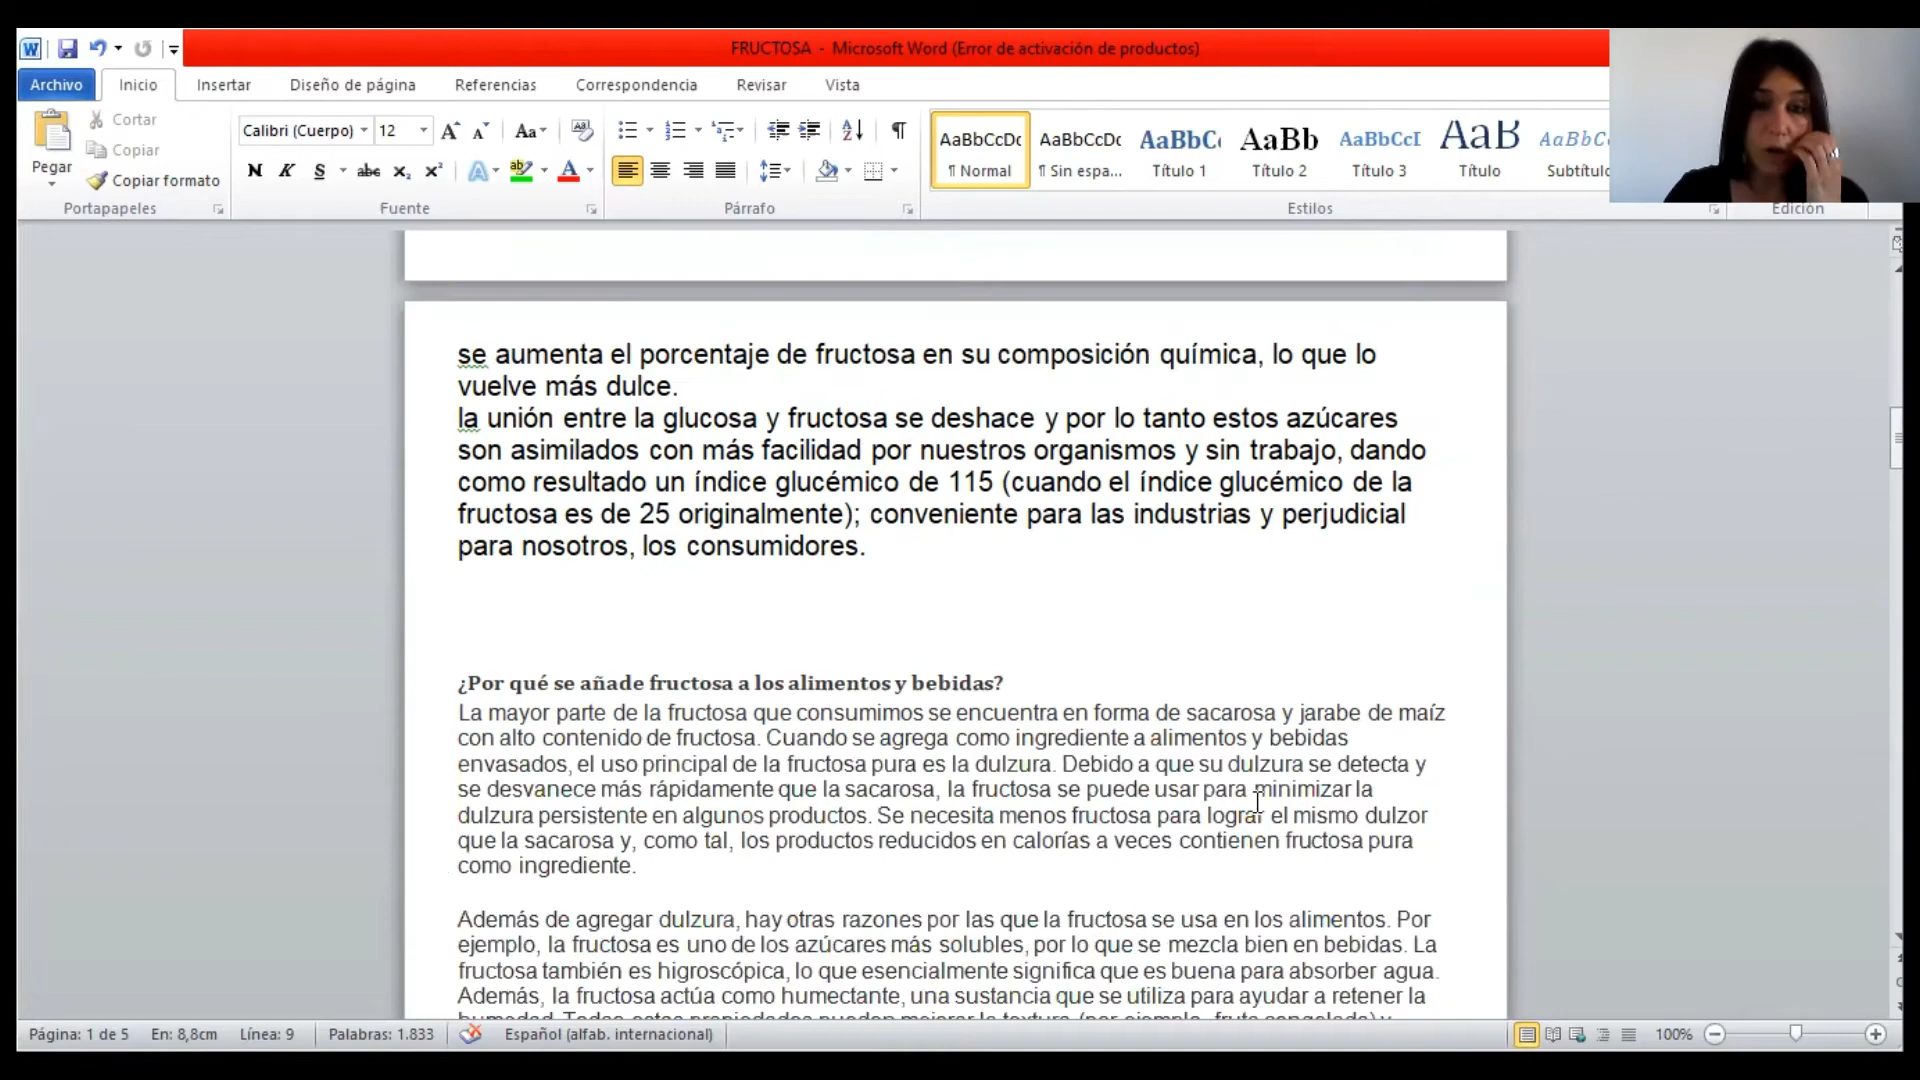 FRUCTOSA - Microsoft Word (Error de activación de productos)
Archivo Inicio Insertar Diseño de página Referencias Correspondencia Revisar Vista
Pegar
Cortar
Copiar
Copiar formato
Portapapeles
Calibri (Cuerpo) 12
Fuente
Párrafo
AaBbCcDc AaBbCcDc AaBbC AaBb AaBbCcI AaB AaBbC
¶ Normal ¶ Sin espa... Título 1 Título 2 Título 3 Título Subtítulo
Estilos
Edición
se aumenta el porcentaje de fructosa en su composición química, lo que lo
vuelve más dulce.
la unión entre la glucosa y fructosa se deshace y por lo tanto estos azúcares
son asimilados con más facilidad por nuestros organismos y sin trabajo, dando
como resultado un índice glucémico de 115 (cuando el índice glucémico de la
fructosa es de 25 originalmente); conveniente para las industrias y perjudicial
para nosotros, los consumidores.
¿Por qué se añade fructosa a los alimentos y bebidas?
La mayor parte de la fructosa que consumimos se encuentra en forma de sacarosa y jarabe de maíz
con alto contenido de fructosa. Cuando se agrega como ingrediente a alimentos y bebidas
envasados, el uso principal de la fructosa pura es la dulzura. Debido a que su dulzura se detecta y
se desvanece más rápidamente que la sacarosa, la fructosa se puede usar para minimizar la
dulzura persistente en algunos productos. Se necesita menos fructosa para lograr el mismo dulzor
que la sacarosa y, como tal, los productos reducidos en calorías a veces contienen fructosa pura
como ingrediente.
Además de agregar dulzura, hay otras razones por las que la fructosa se usa en los alimentos. Por
ejemplo, la fructosa es uno de los azúcares más solubles, por lo que se mezcla bien en bebidas. La
fructosa también es higroscópica, lo que esencialmente significa que es buena para absorber agua.
Además, la fructosa actúa como humectante, una sustancia que se utiliza para ayudar a retener la
humedad. Todas estas propiedades pueden mejorar la textura (por ejemplo, fruta congelada) y
Página: 1 de 5 En: 8,8cm Línea: 9 Palabras: 1.833 Español (alfab. internacional) 100%